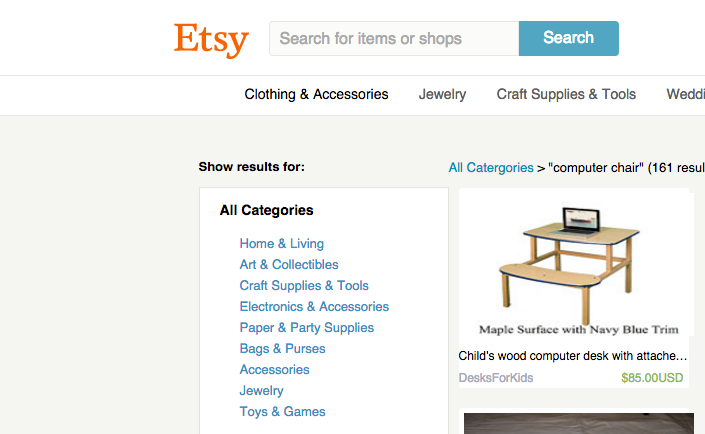 Etsy
Search for items or shops
Search
Clothing & Accessories
Jewelry
Craft Supplies & Tools
Weddi
Show results for:
All Catergories > "computer chair" (161 resul
All Categories
Home & Living
Art & Collectibles
Craft Supplies & Tools
Electronics & Accessories
Paper & Party Supplies
Bags & Purses
Accessories
Jewelry
Toys & Games
Maple Surface with Navy Blue Trim
Child's wood computer desk with attache...
DesksForKids
$85.00USD